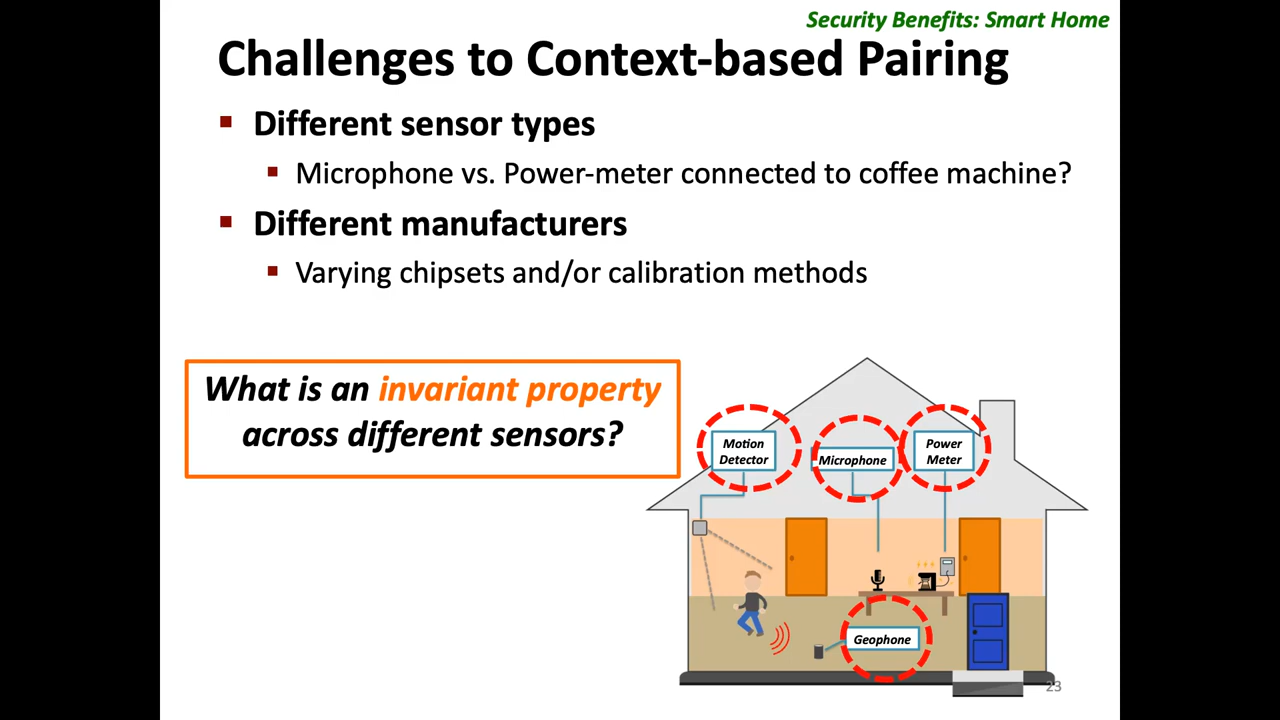 Security Benefits: Smart Home
Challenges to Context-based Pairing
Different sensor types
Microphone vs. Power-meter connected to coffee machine?
Different manufacturers
Varying chipsets and/or calibration methods
What is an invariant property
across different sensors?
Motion
Detector
Microphone
Power
Meter
Geophone
23